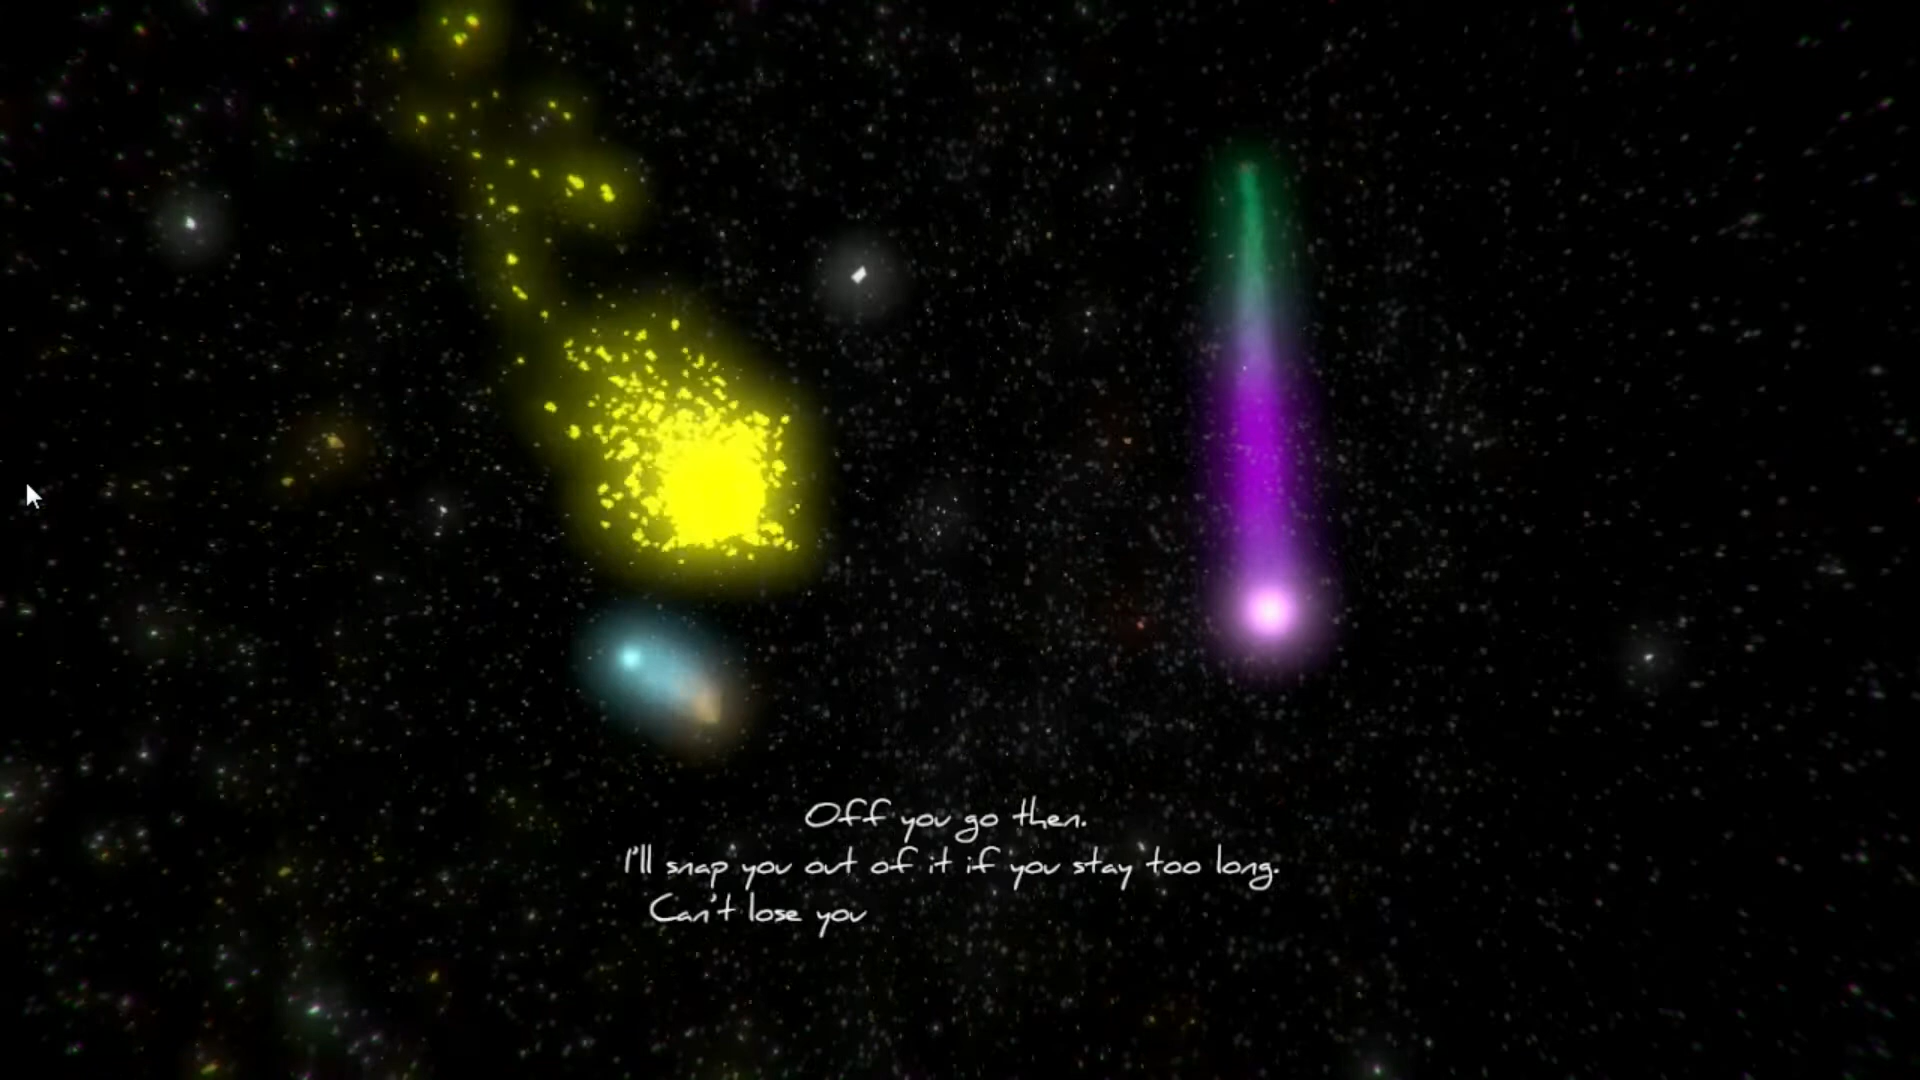 Off you go then.
I'll snap you out of it if you stay too long.
Can't lose you